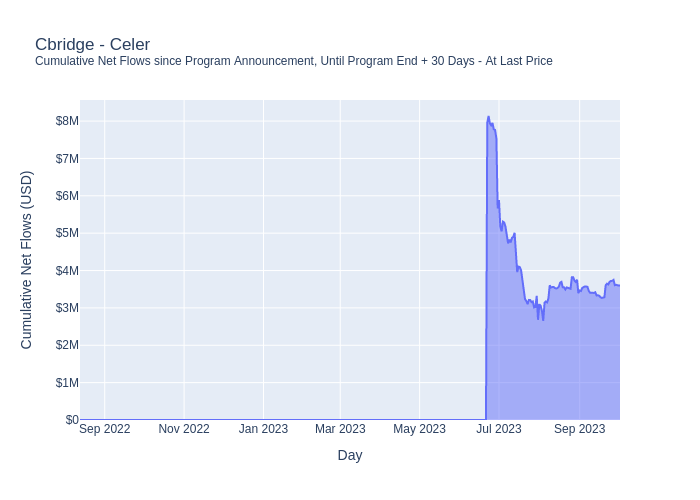 Cbridge - Celer
Cumulative Net Flows since Program Announcement, Until Program End + 30 Days - At Last Price
Cumulative Net Flows (USD)
$8M
$7M
$6M
$5M
$4M
$3M
$2M
$1M
$0
Sep 2022 Nov 2022 Jan 2023 Mar 2023 May 2023 Jul 2023 Sep 2023
Day